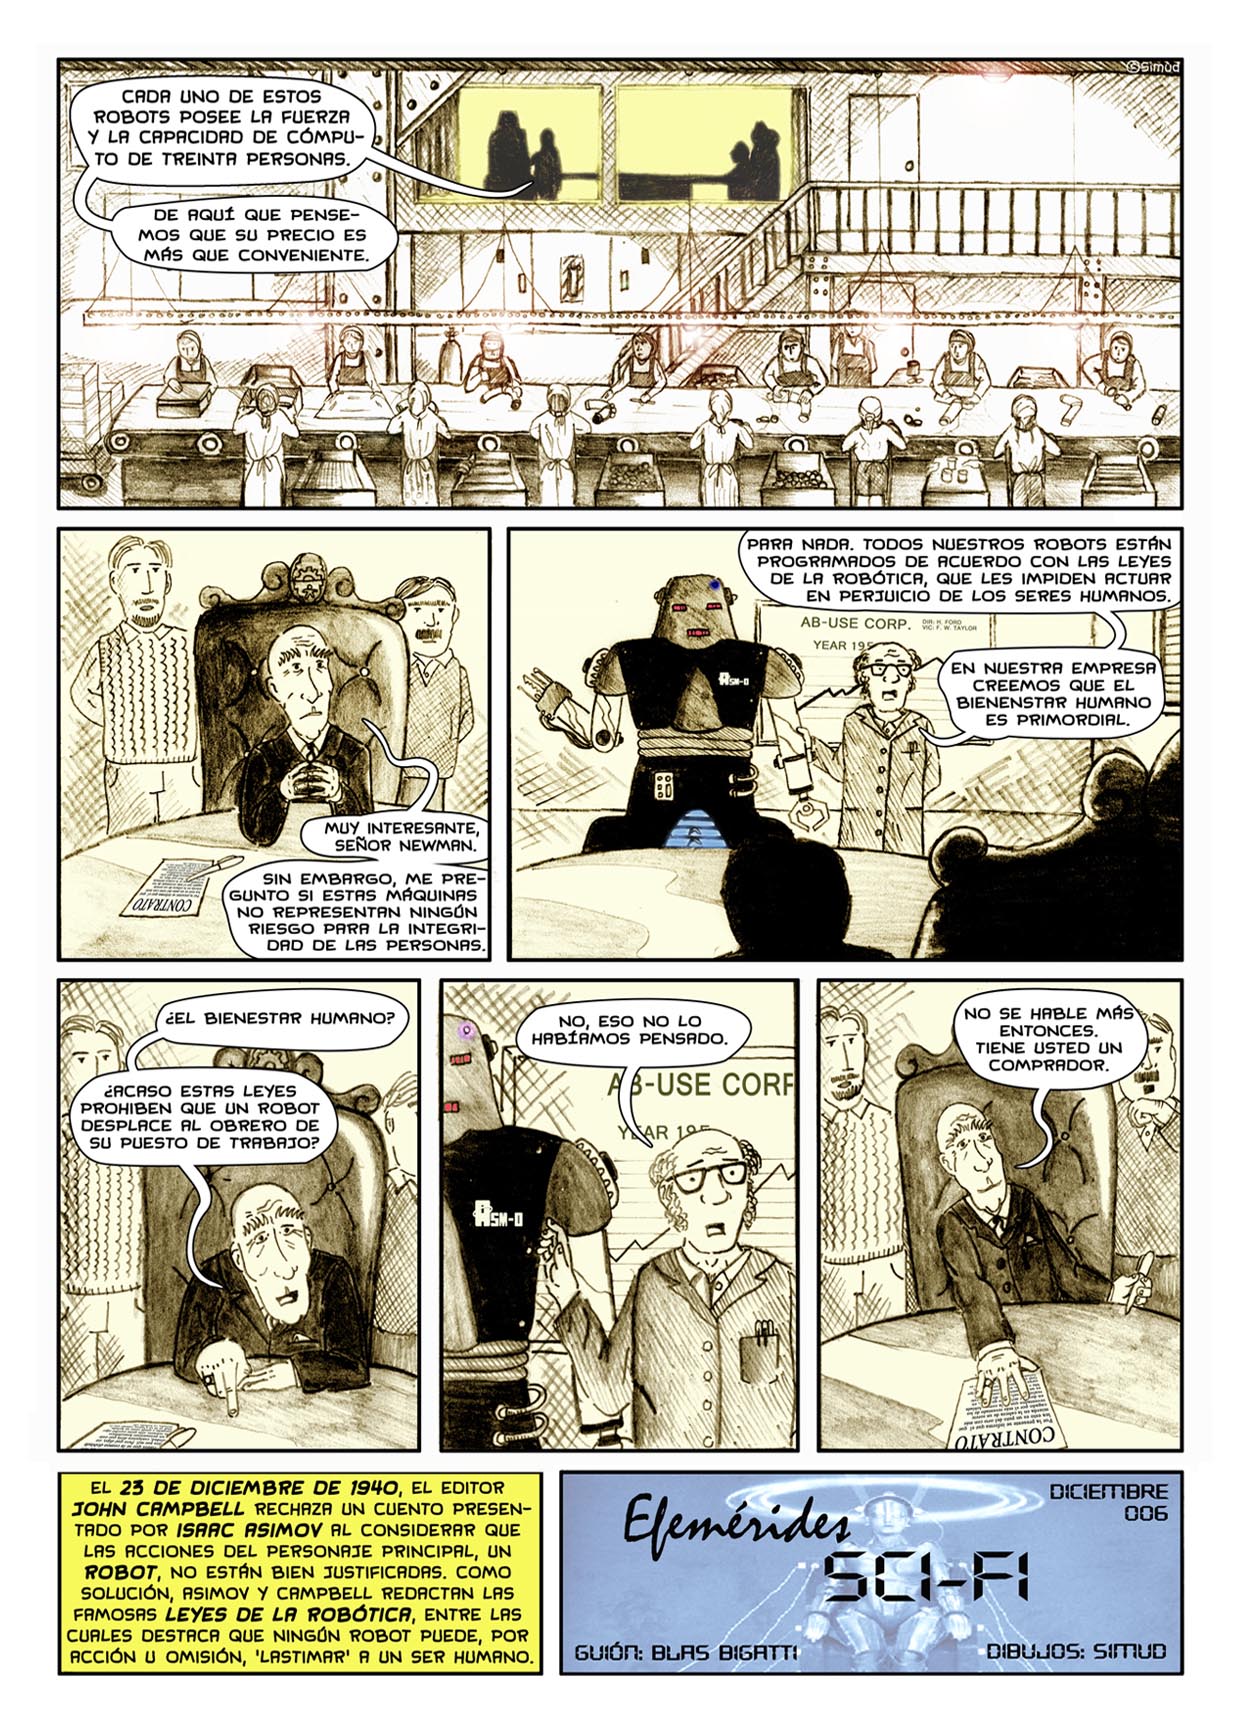 ©Simud
CADA UNO DE ESTOS
ROBOTS POSEE LA FUERZA
Y LA CAPACIDAD DE CÓMPU-
TO DE TREINTA PERSONAS.
DE AQUÍ QUE PENSE-
MOS QUE SU PRECIO ES
MÁS QUE CONVENIENTE.
MUY INTERESANTE,
SEÑOR NEWMAN.
SIN EMBARGO, ME PRE-
GUNTO SI ESTAS MÁQUINAS
NO REPRESENTAN NINGÚN
RIESGO PARA LA INTEGRI-
DAD DE LAS PERSONAS.
CONTRATO
PARA NADA. TODOS NUESTROS ROBOTS ESTÁN
PROGRAMADOS DE ACUERDO CON LAS LEYES
DE LA ROBÓTICA, QUE LES IMPIDEN ACTUAR
EN PERJUICIO DE LOS SERES HUMANOS.
AB-USE CORP.
DIR: H. FORD
VIC: F. W. TAYLOR
YEAR 195
ASM-0
EN NUESTRA EMPRESA
CREEMOS QUE EL
BIENENSTAR HUMANO
ES PRIMORDIAL.
¿EL BIENESTAR HUMANO?
¿ACASO ESTAS LEYES
PROHIBEN QUE UN ROBOT
DESPLACE AL OBRERO DE
SU PUESTO DE TRABAJO?
NO, ESO NO LO
HABÍAMOS PENSADO.
AB-USE CORP
YEAR 195
ASM-0
NO SE HABLE MÁS
ENTONCES.
TIENE USTED UN
COMPRADOR.
CONTRATO
EL 23 DE DICIEMBRE DE 1940, EL EDITOR
JOHN CAMPBELL RECHAZA UN CUENTO PRESEN-
TADO POR ISAAC ASIMOV AL CONSIDERAR QUE
LAS ACCIONES DEL PERSONAJE PRINCIPAL, UN
ROBOT, NO ESTÁN BIEN JUSTIFICADAS. COMO
SOLUCIÓN, ASIMOV Y CAMPBELL REDACTAN LAS
FAMOSAS LEYES DE LA ROBÓTICA, ENTRE LAS
CUALES DESTACA QUE NINGÚN ROBOT PUEDE, POR
ACCIÓN U OMISIÓN, 'LASTIMAR' A UN SER HUMANO.
DICIEMBRE
006
Efemérides
SCI-FI
GUIÓN: BLAS BIGATTI
DIBUJOS: SIMUD